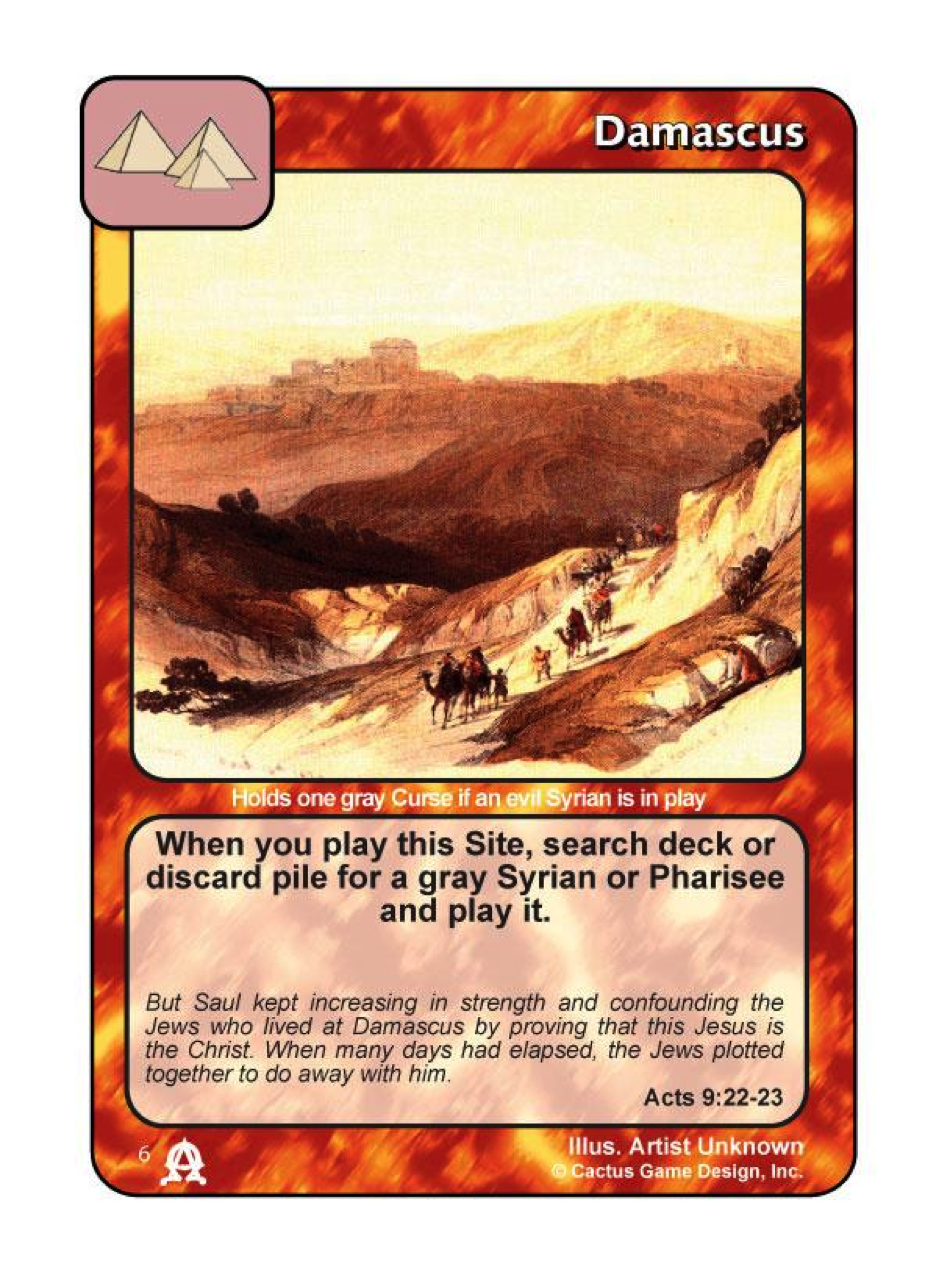 Damascus
Holds one gray Curse if an evil Syrian is in play
When you play this Site, search deck or
discard pile for a gray Syrian or Pharisee
and play it.
But Saul kept increasing in strength and confounding the
Jews who lived at Damascus by proving that this Jesus is
the Christ. When many days had elapsed, the Jews plotted
together to do away with him.
Acts 9:22-23
6
Illus. Artist Unknown
© Cactus Game Design, Inc.